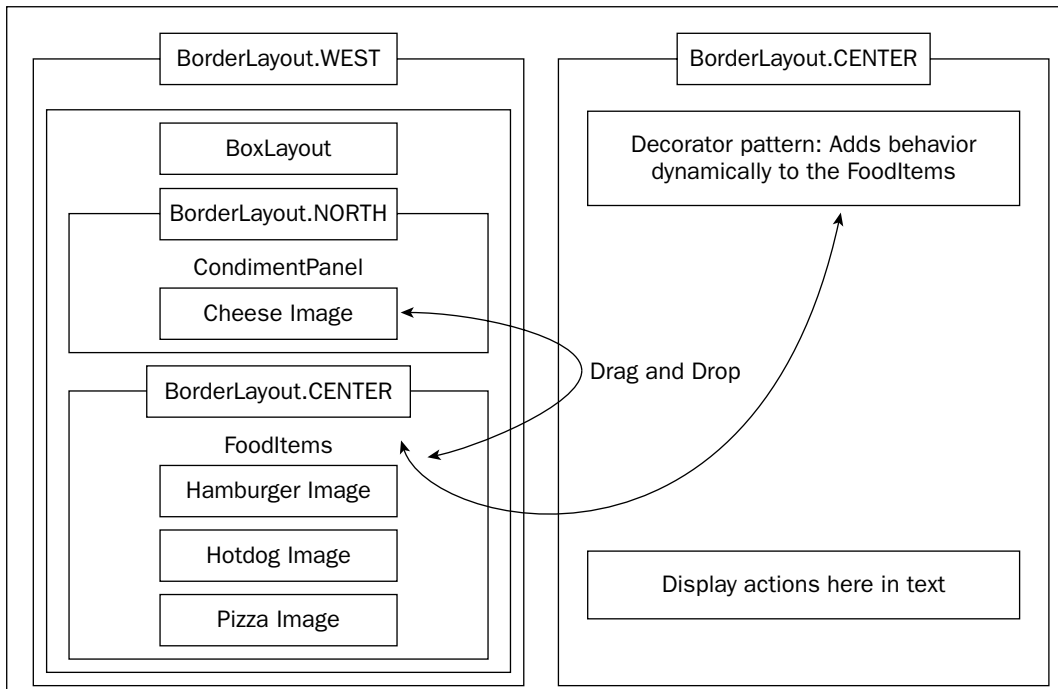 BorderLayout.WEST
BoxLayout
BorderLayout.NORTH
CondimentPanel
Cheese Image
BorderLayout.CENTER
FoodItems
Hamburger Image
Hotdog Image
Pizza Image
Drag and Drop
BorderLayout.CENTER
Decorator pattern: Adds behavior
dynamically to the FoodItems
Display actions here in text